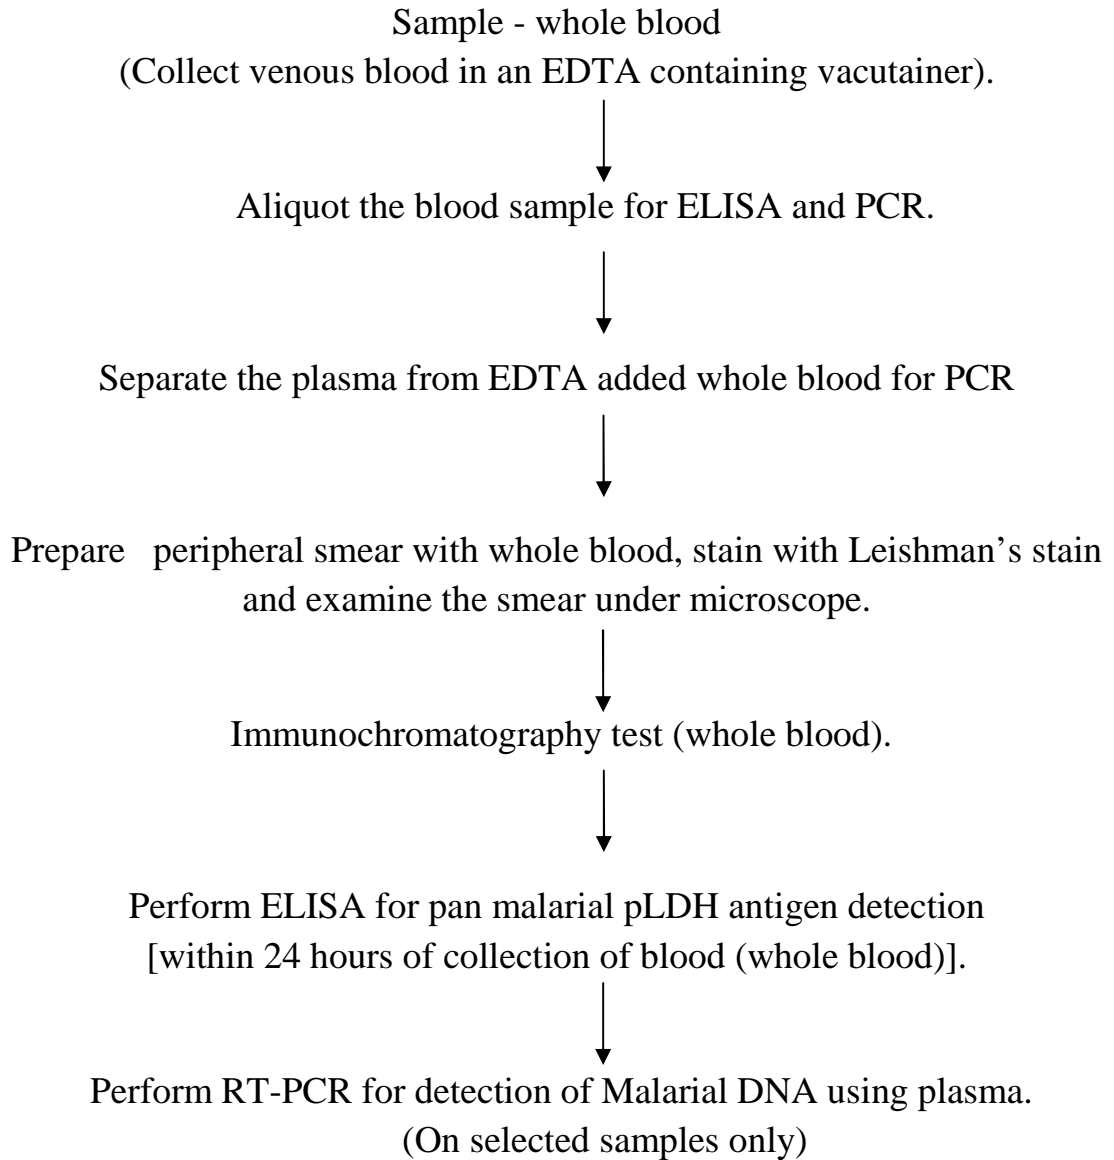 Sample - whole blood
(Collect venous blood in an EDTA containing vacutainer).
Aliquot the blood sample for ELISA and PCR.
Separate the plasma from EDTA added whole blood for PCR
Prepare   peripheral smear with whole blood, stain with Leishman’s stain
and examine the smear under microscope.
Immunochromatography test (whole blood).
Perform ELISA for pan malarial pLDH antigen detection
[within 24 hours of collection of blood (whole blood)].
Perform RT-PCR for detection of Malarial DNA using plasma.
(On selected samples only)